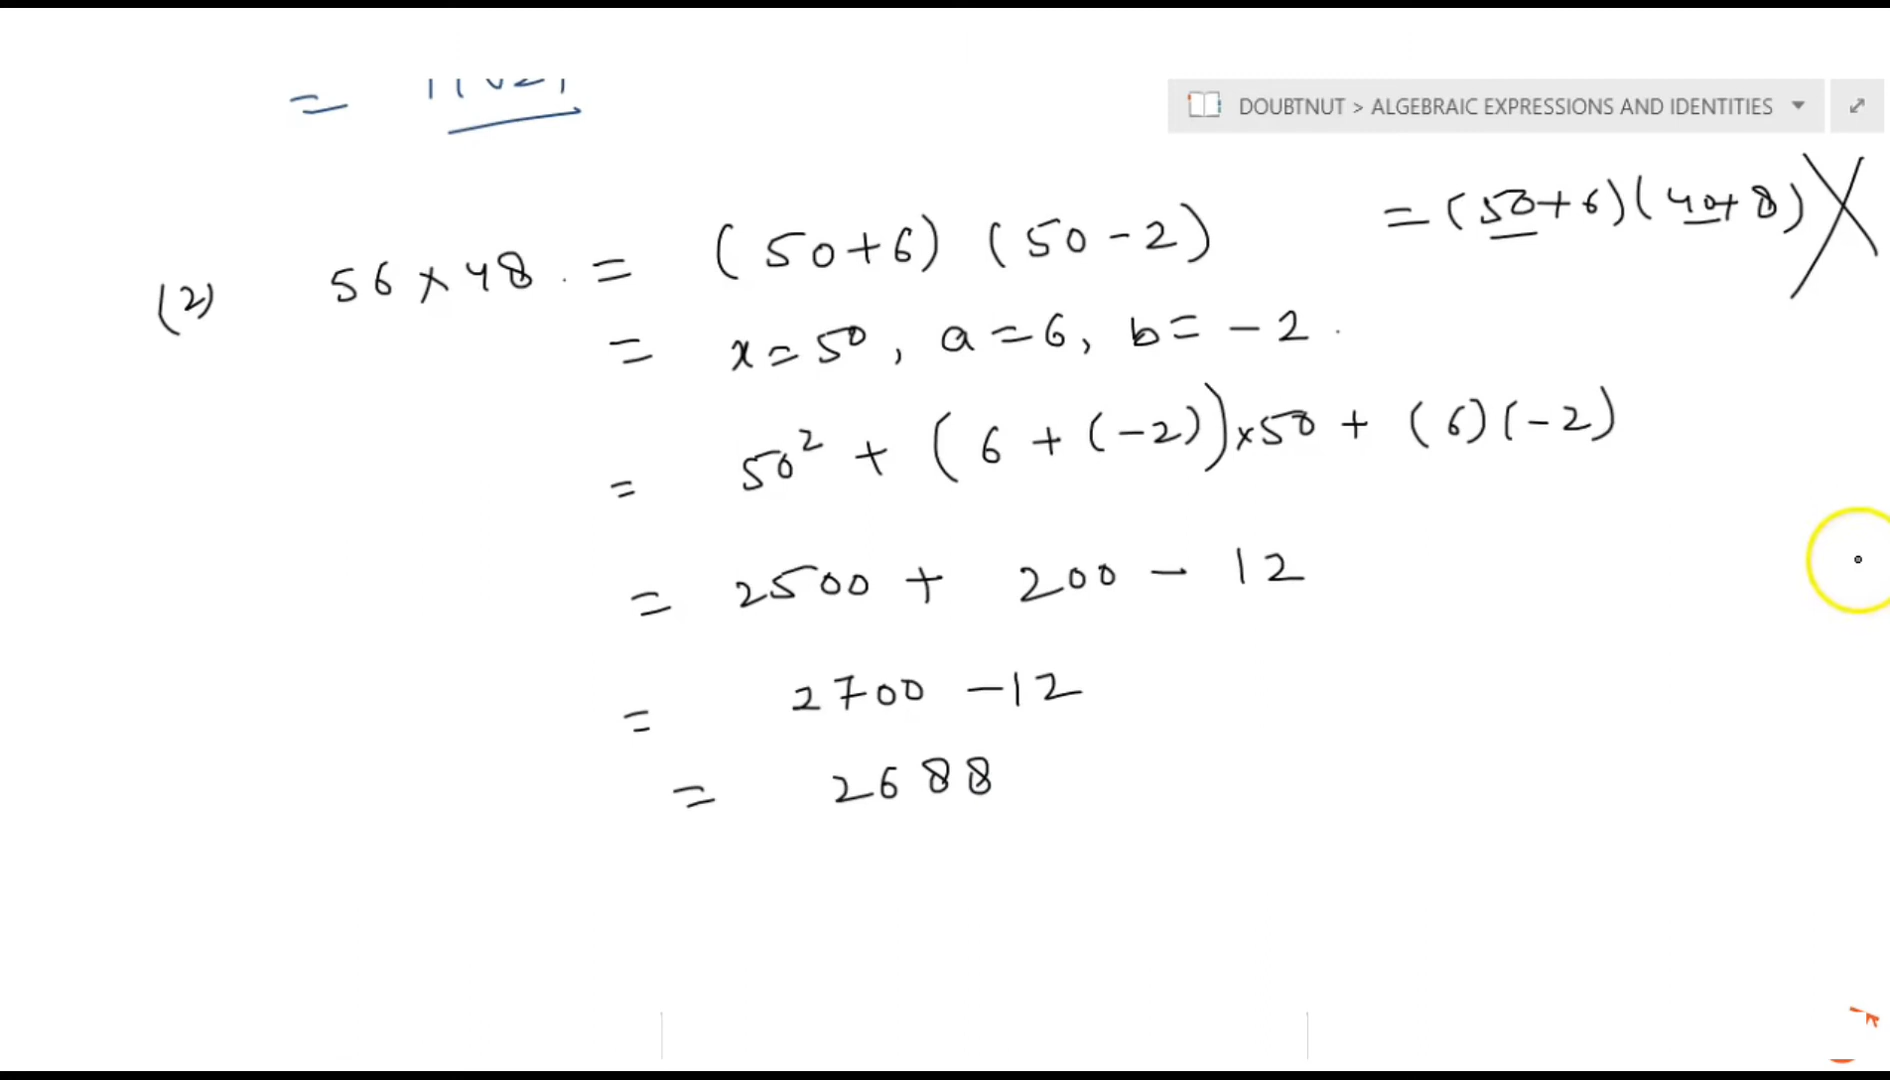 =
DOUBTNUT > ALGEBRAIC EXPRESSIONS AND IDENTITIES
= (50+6)(40+8)
(2) 56 × 48 . = (50+6) (50-2)
= x = 50, a = 6, b = -2 .
= 50² + (6 + (-2))×50 + (6)(-2)
= 2500 + 200 - 12
= 2700 -12
= 2688